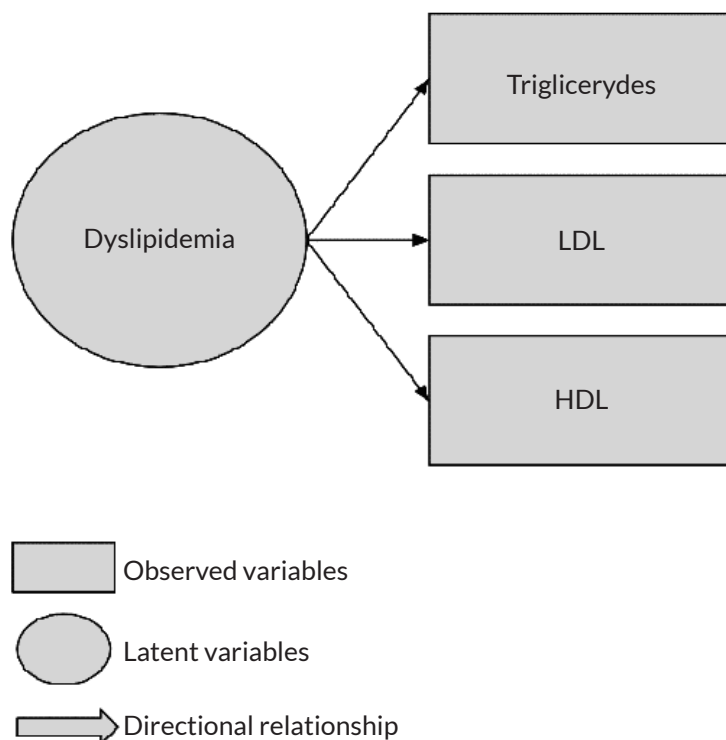 Triglicerydes
Dyslipidemia
LDL
HDL
Observed variables
Latent variables
Directional relationship